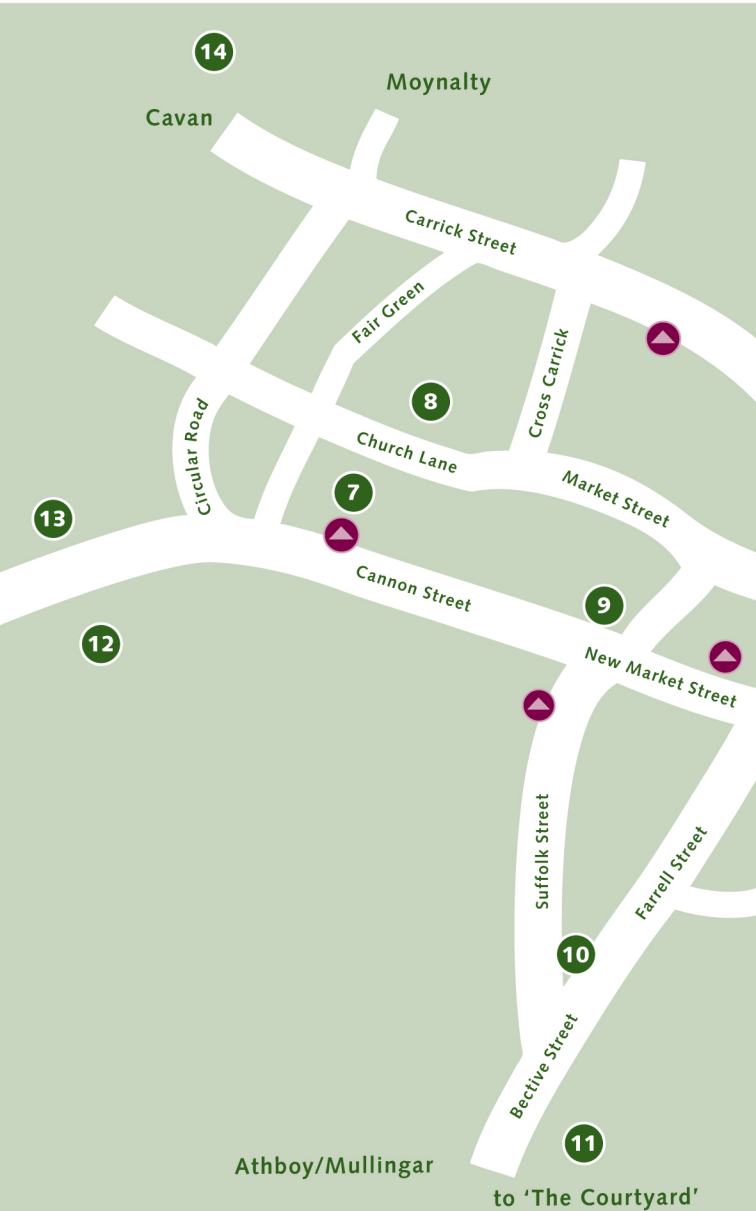 14
Moynalty
Cavan
Carrick Street
Fair Green
Cross Carrick
8
Circular Road
Church Lane
7
Market Street
13
Cannon Street
9
12
New Market Street
Suffolk Street
Farrell Street
10
Bective Street
11
Athboy/Mullingar
to ‘The Courtyard’